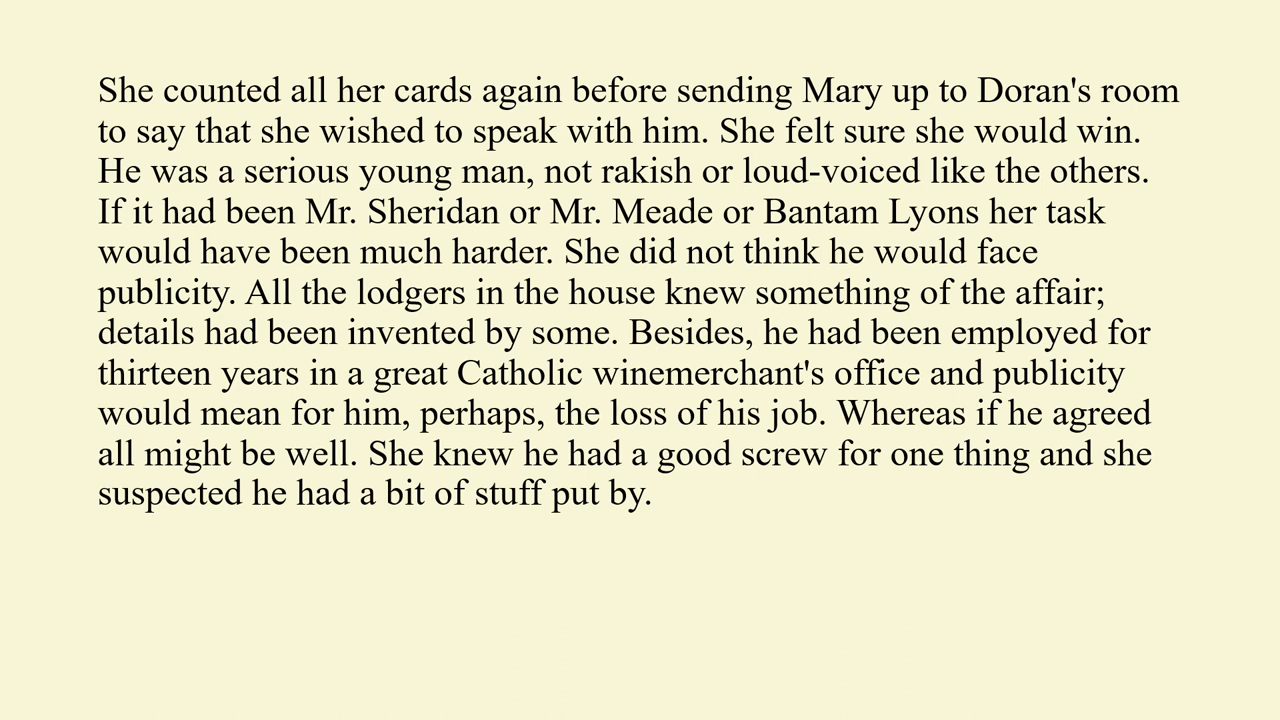 She counted all her cards again before sending Mary up to Doran's room
to say that she wished to speak with him. She felt sure she would win.
He was a serious young man, not rakish or loud-voiced like the others.
If it had been Mr. Sheridan or Mr. Meade or Bantam Lyons her task
would have been much harder. She did not think he would face
publicity. All the lodgers in the house knew something of the affair;
details had been invented by some. Besides, he had been employed for
thirteen years in a great Catholic winemerchant's office and publicity
would mean for him, perhaps, the loss of his job. Whereas if he agreed
all might be well. She knew he had a good screw for one thing and she
suspected he had a bit of stuff put by.